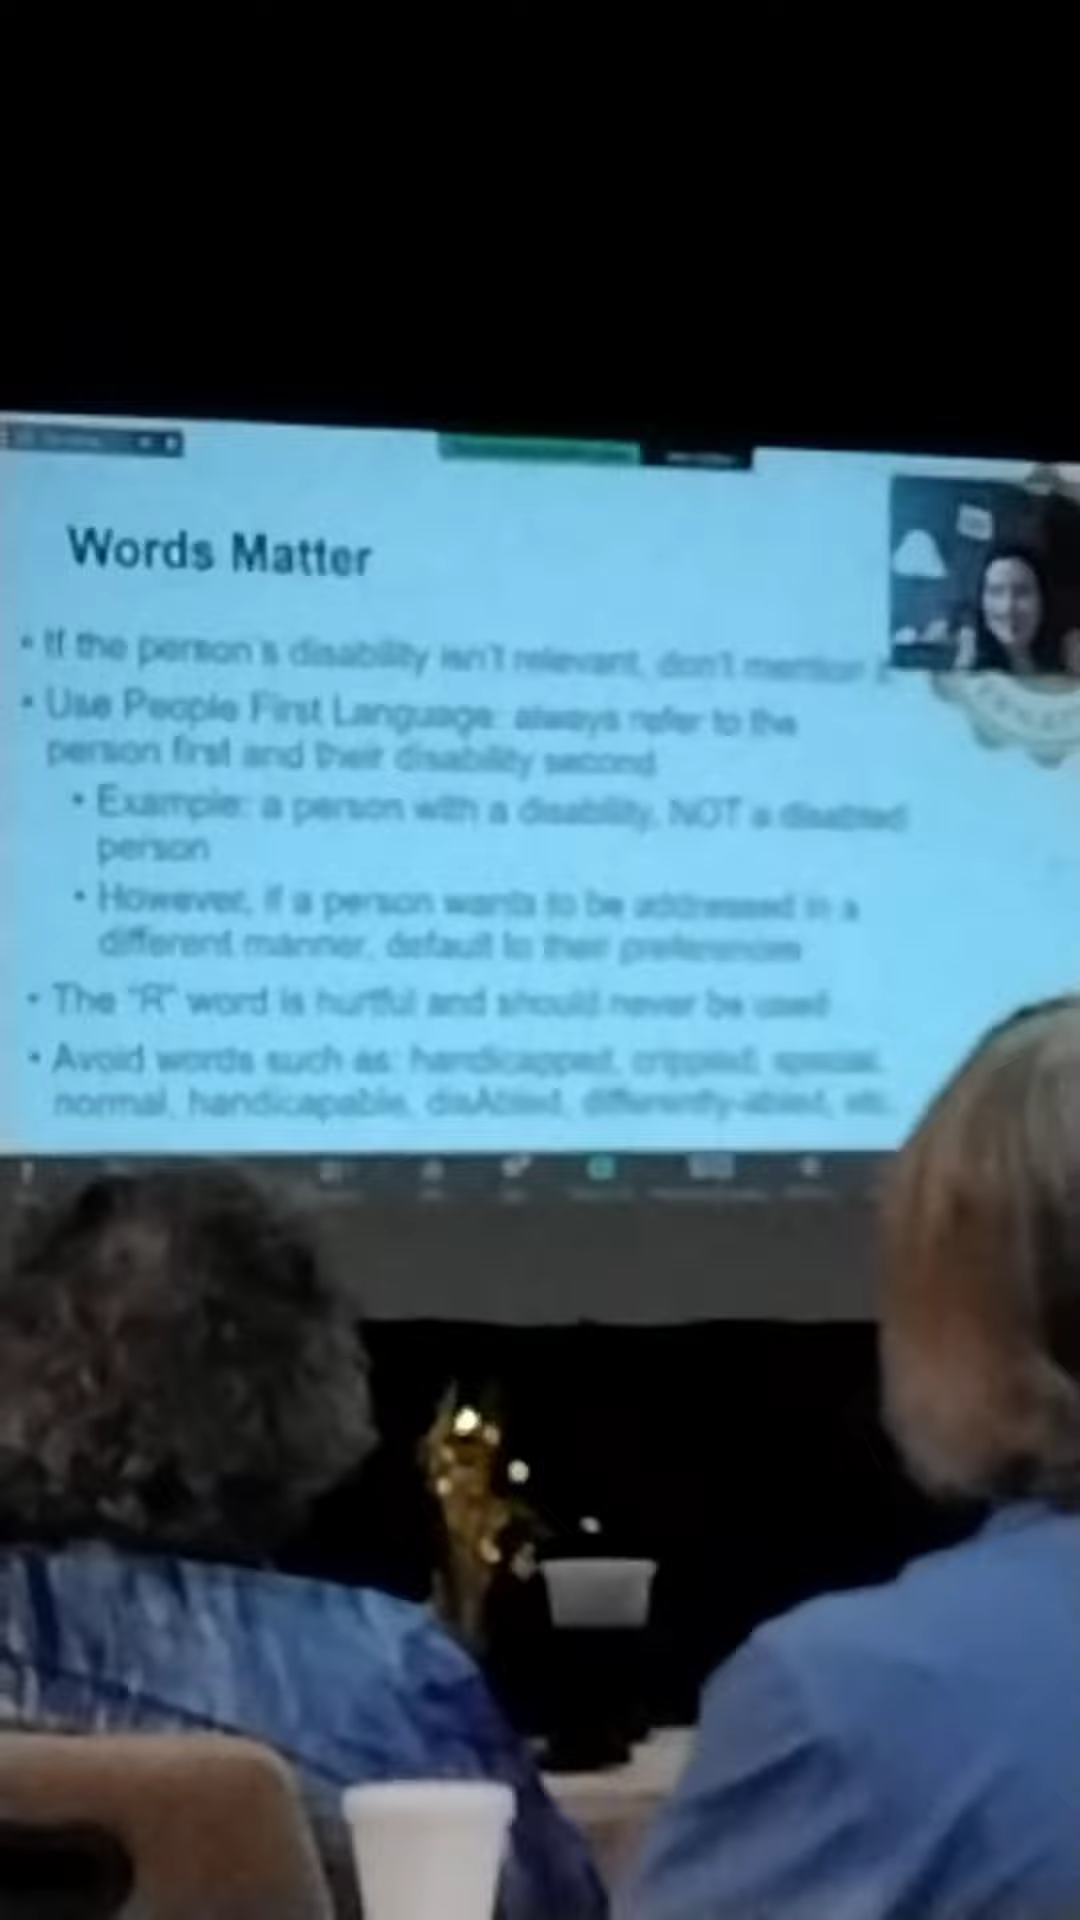 Words Matter
• If the person's disability isn't relevant, don't mention
• Use People First Language: always refer to the
person first and their disability second
• Example: a person with a disability, NOT a disabled
person
• However, if a person wants to be addressed in a
different manner, default to their preferences
• The "R" word is hurtful and should never be used
• Avoid words such as: handicapped, crippled, special,
normal, handicapable, disAbled, differently-abled, etc.